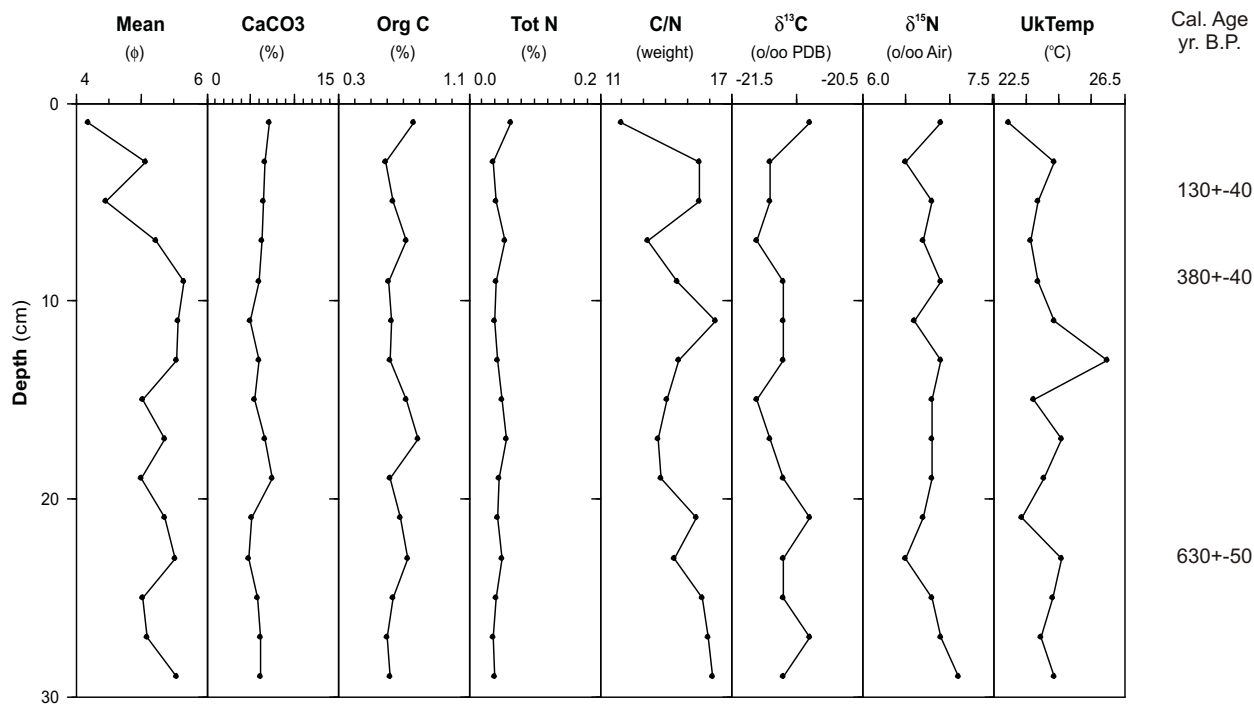 Mean CaCO3 Org C Tot N C/N δ¹³C δ¹⁵N UkTemp Cal. Age
(ϕ) (%) (%) (%) (weight) (o/oo PDB) (o/oo Air) (°C) yr. B.P.
4 6 0 15 0.3 1.1 0.0 0.2 11 17 -21.5 -20.5 6.0 7.5 22.5 26.5
0
130+-40
380+-40
10
Depth (cm)
20
630+-50
30